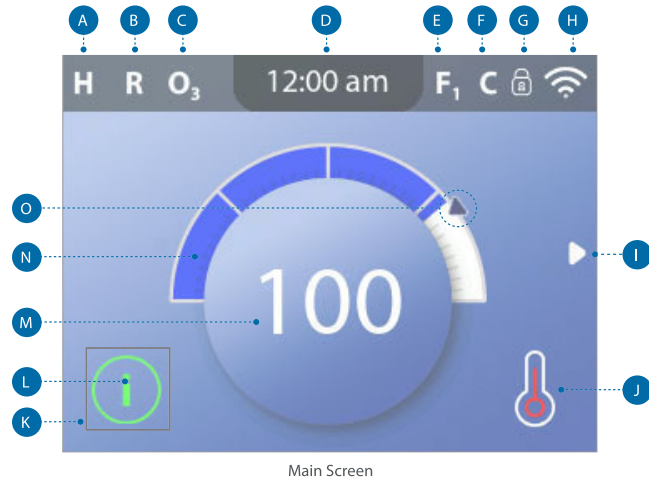 A B C D E F G H
H R O₃ 12:00 am F₁ C
O
N
I
100
M
L i
K
J
Main Screen